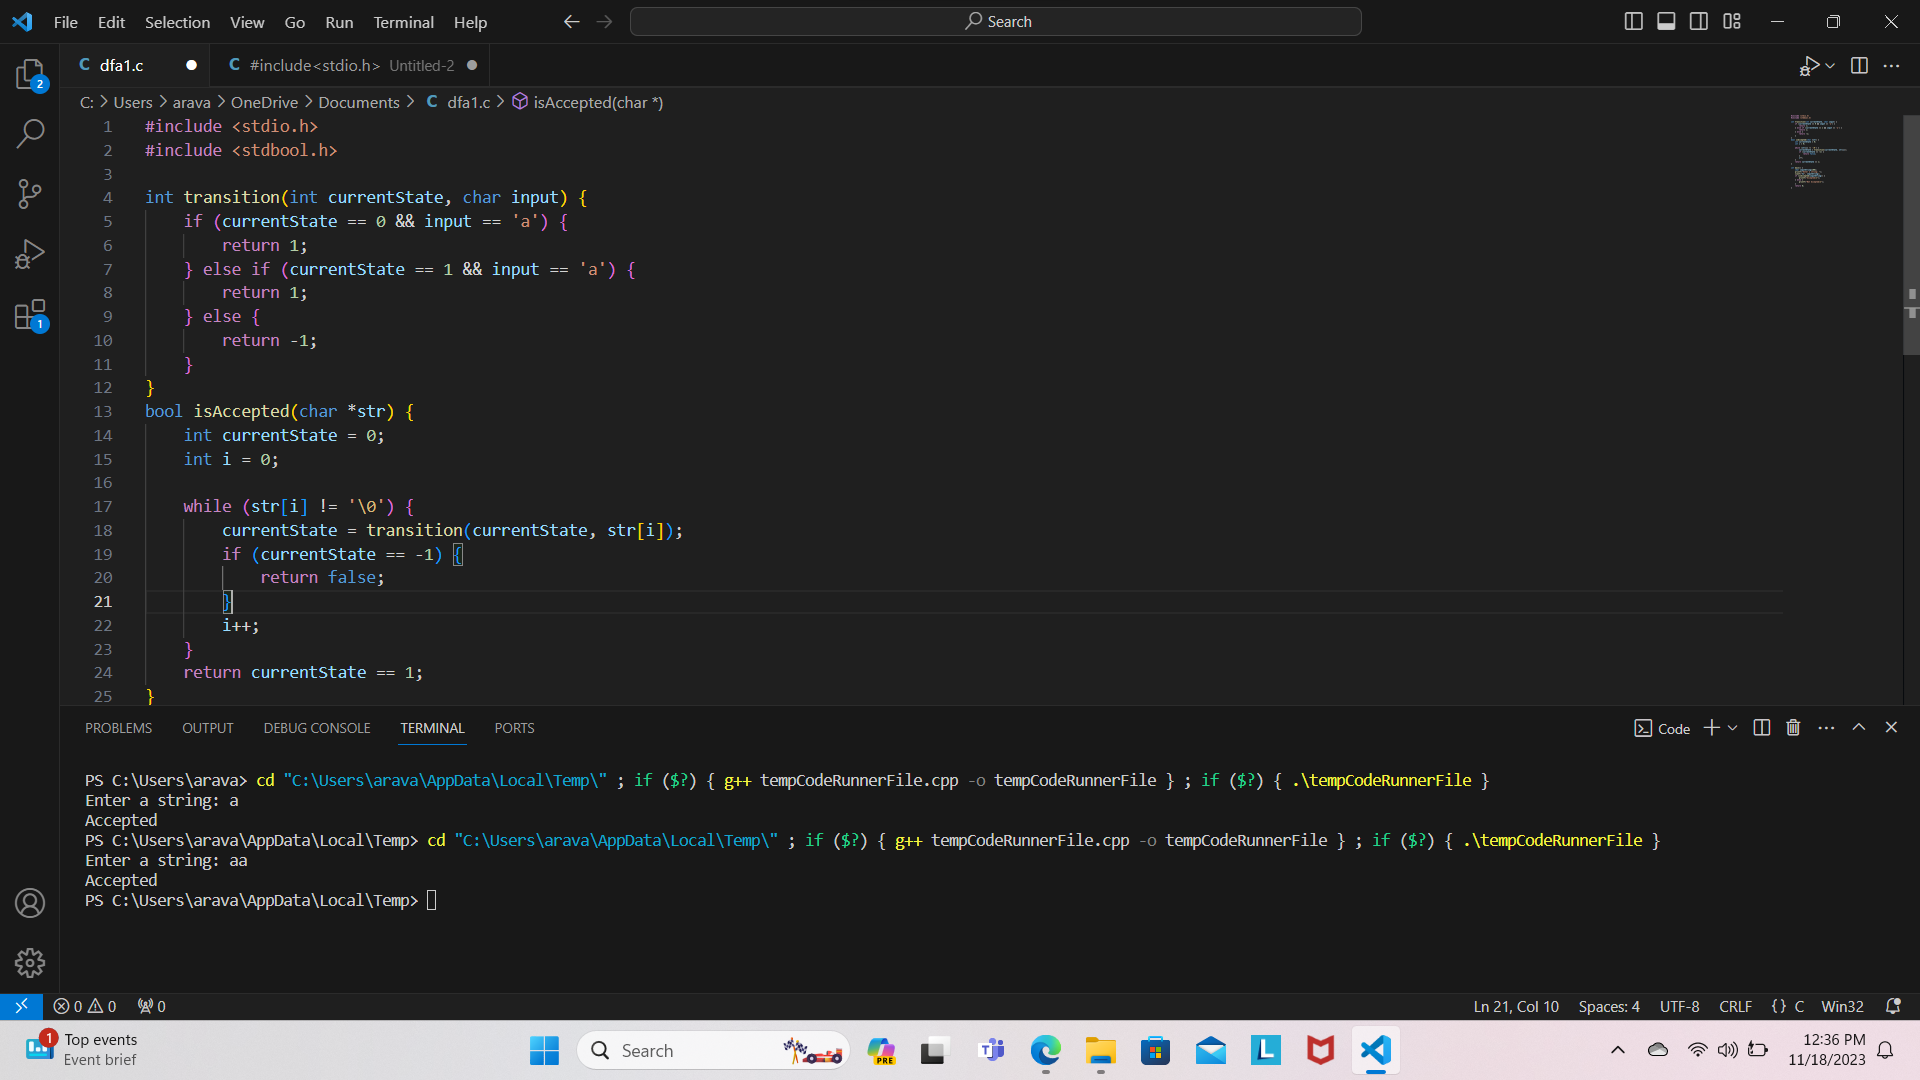 File Edit Selection View Go Run Terminal Help Search
dfa1.c #include<stdio.h> Untitled-2
C: > Users > arava > OneDrive > Documents > C dfa1.c > isAccepted(char *)
1 #include <stdio.h>
2 #include <stdbool.h>
3
4 int transition(int currentState, char input) {
5 if (currentState == 0 && input == 'a') {
6 return 1;
7 } else if (currentState == 1 && input == 'a') {
8 return 1;
9 } else {
10 return -1;
11 }
12 }
13 bool isAccepted(char *str) {
14 int currentState = 0;
15 int i = 0;
16
17 while (str[i] != '\0') {
18 currentState = transition(currentState, str[i]);
19 if (currentState == -1) {
20 return false;
21 }
22 i++;
23 }
24 return currentState == 1;
25 }
PROBLEMS OUTPUT DEBUG CONSOLE TERMINAL PORTS Code
PS C:\Users\arava> cd "C:\Users\arava\AppData\Local\Temp\" ; if ($?) { g++ tempCodeRunnerFile.cpp -o tempCodeRunnerFile } ; if ($?) { .\tempCodeRunnerFile }
Enter a string: a
Accepted
PS C:\Users\arava\AppData\Local\Temp> cd "C:\Users\arava\AppData\Local\Temp\" ; if ($?) { g++ tempCodeRunnerFile.cpp -o tempCodeRunnerFile } ; if ($?) { .\tempCodeRunnerFile }
Enter a string: aa
Accepted
PS C:\Users\arava\AppData\Local\Temp>
0 0 0 Ln 21, Col 10 Spaces: 4 UTF-8 CRLF {} C Win32
Top events
Event brief
Search
PRE
12:36 PM
11/18/2023